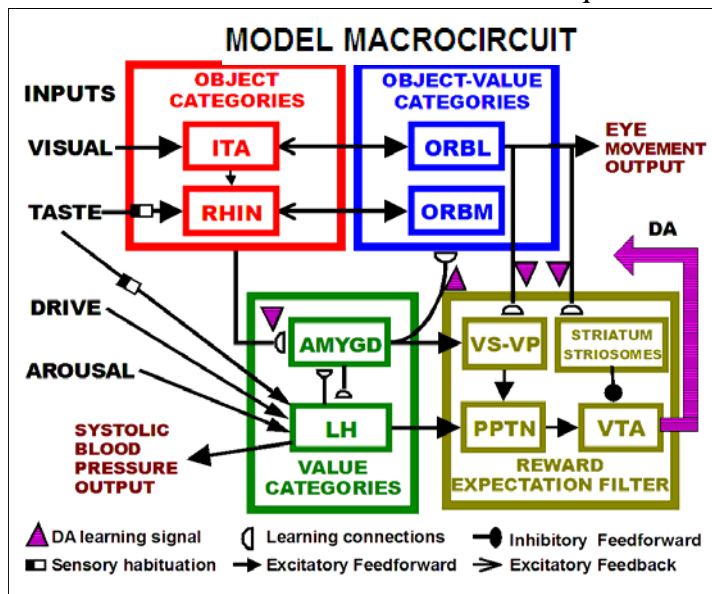 MODEL MACROCIRCUIT
INPUTS
OBJECT
CATEGORIES
OBJECT-VALUE
CATEGORIES
VISUAL
ITA
ORBL
EYE
MOVEMENT
OUTPUT
TASTE
RHIN
ORBM
DA
DRIVE
AMYGD
VS-VP
STRIATUM
STRIOSOMES
AROUSAL
LH
PPTN
VTA
SYSTOLIC
BLOOD
PRESSURE
OUTPUT
VALUE
CATEGORIES
REWARD
EXPECTATION FILTER
DA learning signal
Learning connections
Inhibitory Feedforward
Sensory habituation
Excitatory Feedforward
Excitatory Feedback